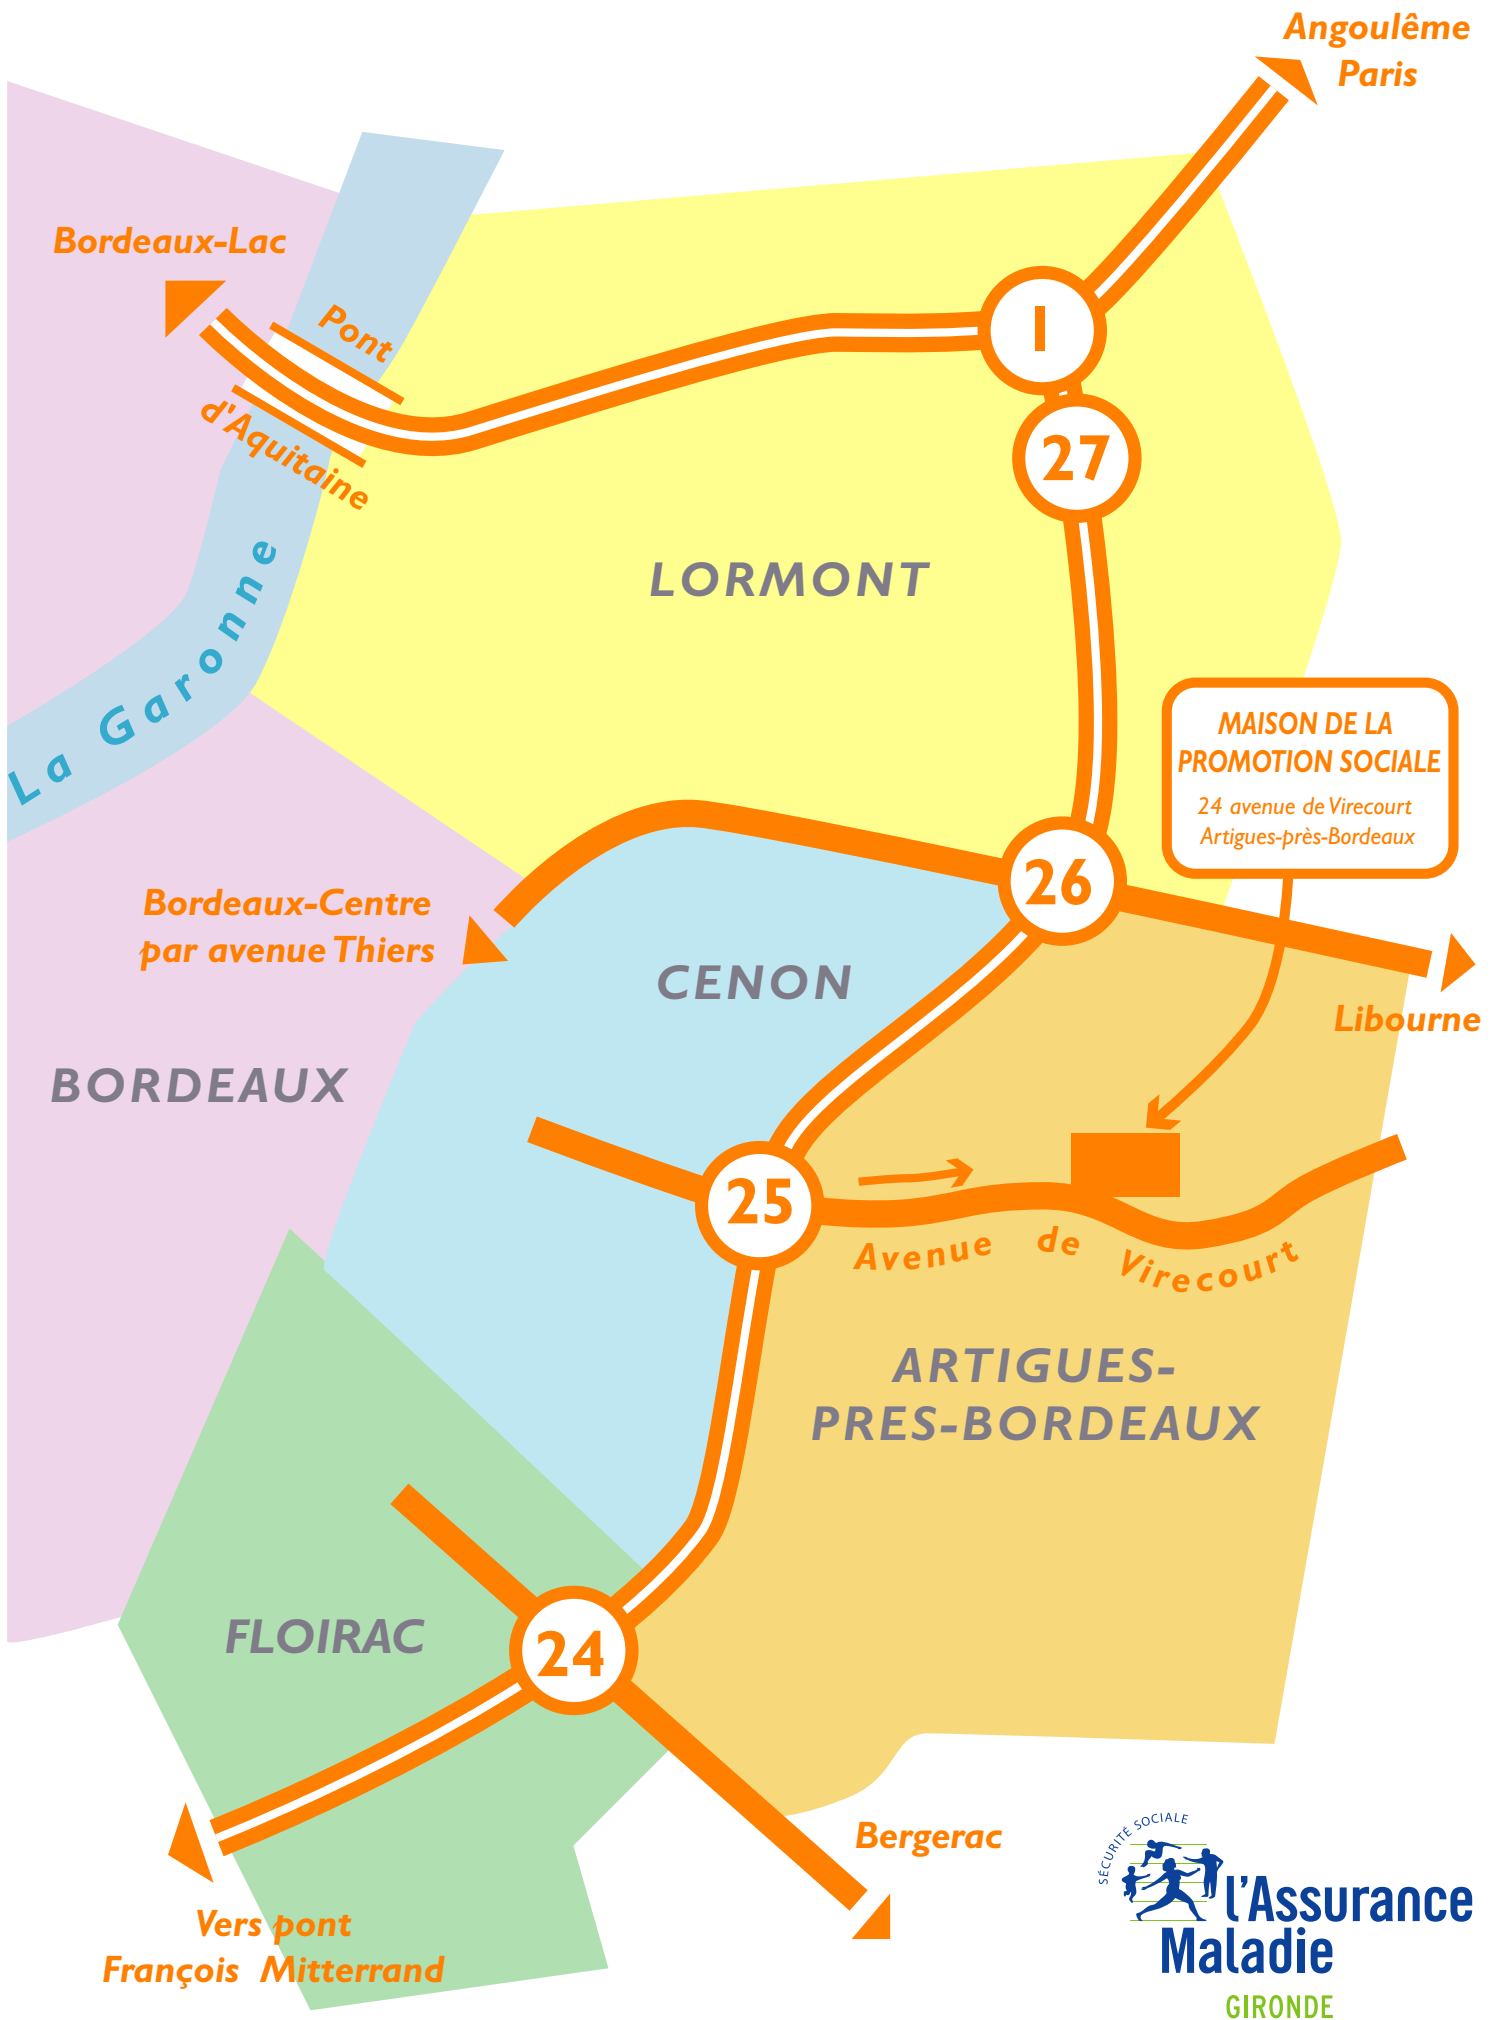 Angoulême
Paris
Bordeaux-Lac
Pont
d'Aquitaine
1
27
La Garonne
LORMONT
MAISON DE LA
PROMOTION SOCIALE
24 avenue de Virecourt
Artigues-près-Bordeaux
26
Bordeaux-Centre
par avenue Thiers
CENON
Libourne
BORDEAUX
25
Avenue de Virecourt
ARTIGUES-
PRES-BORDEAUX
FLOIRAC
24
Bergerac
Vers pont
François Mitterrand
SÉCURITÉ SOCIALE
l'Assurance
Maladie
GIRONDE